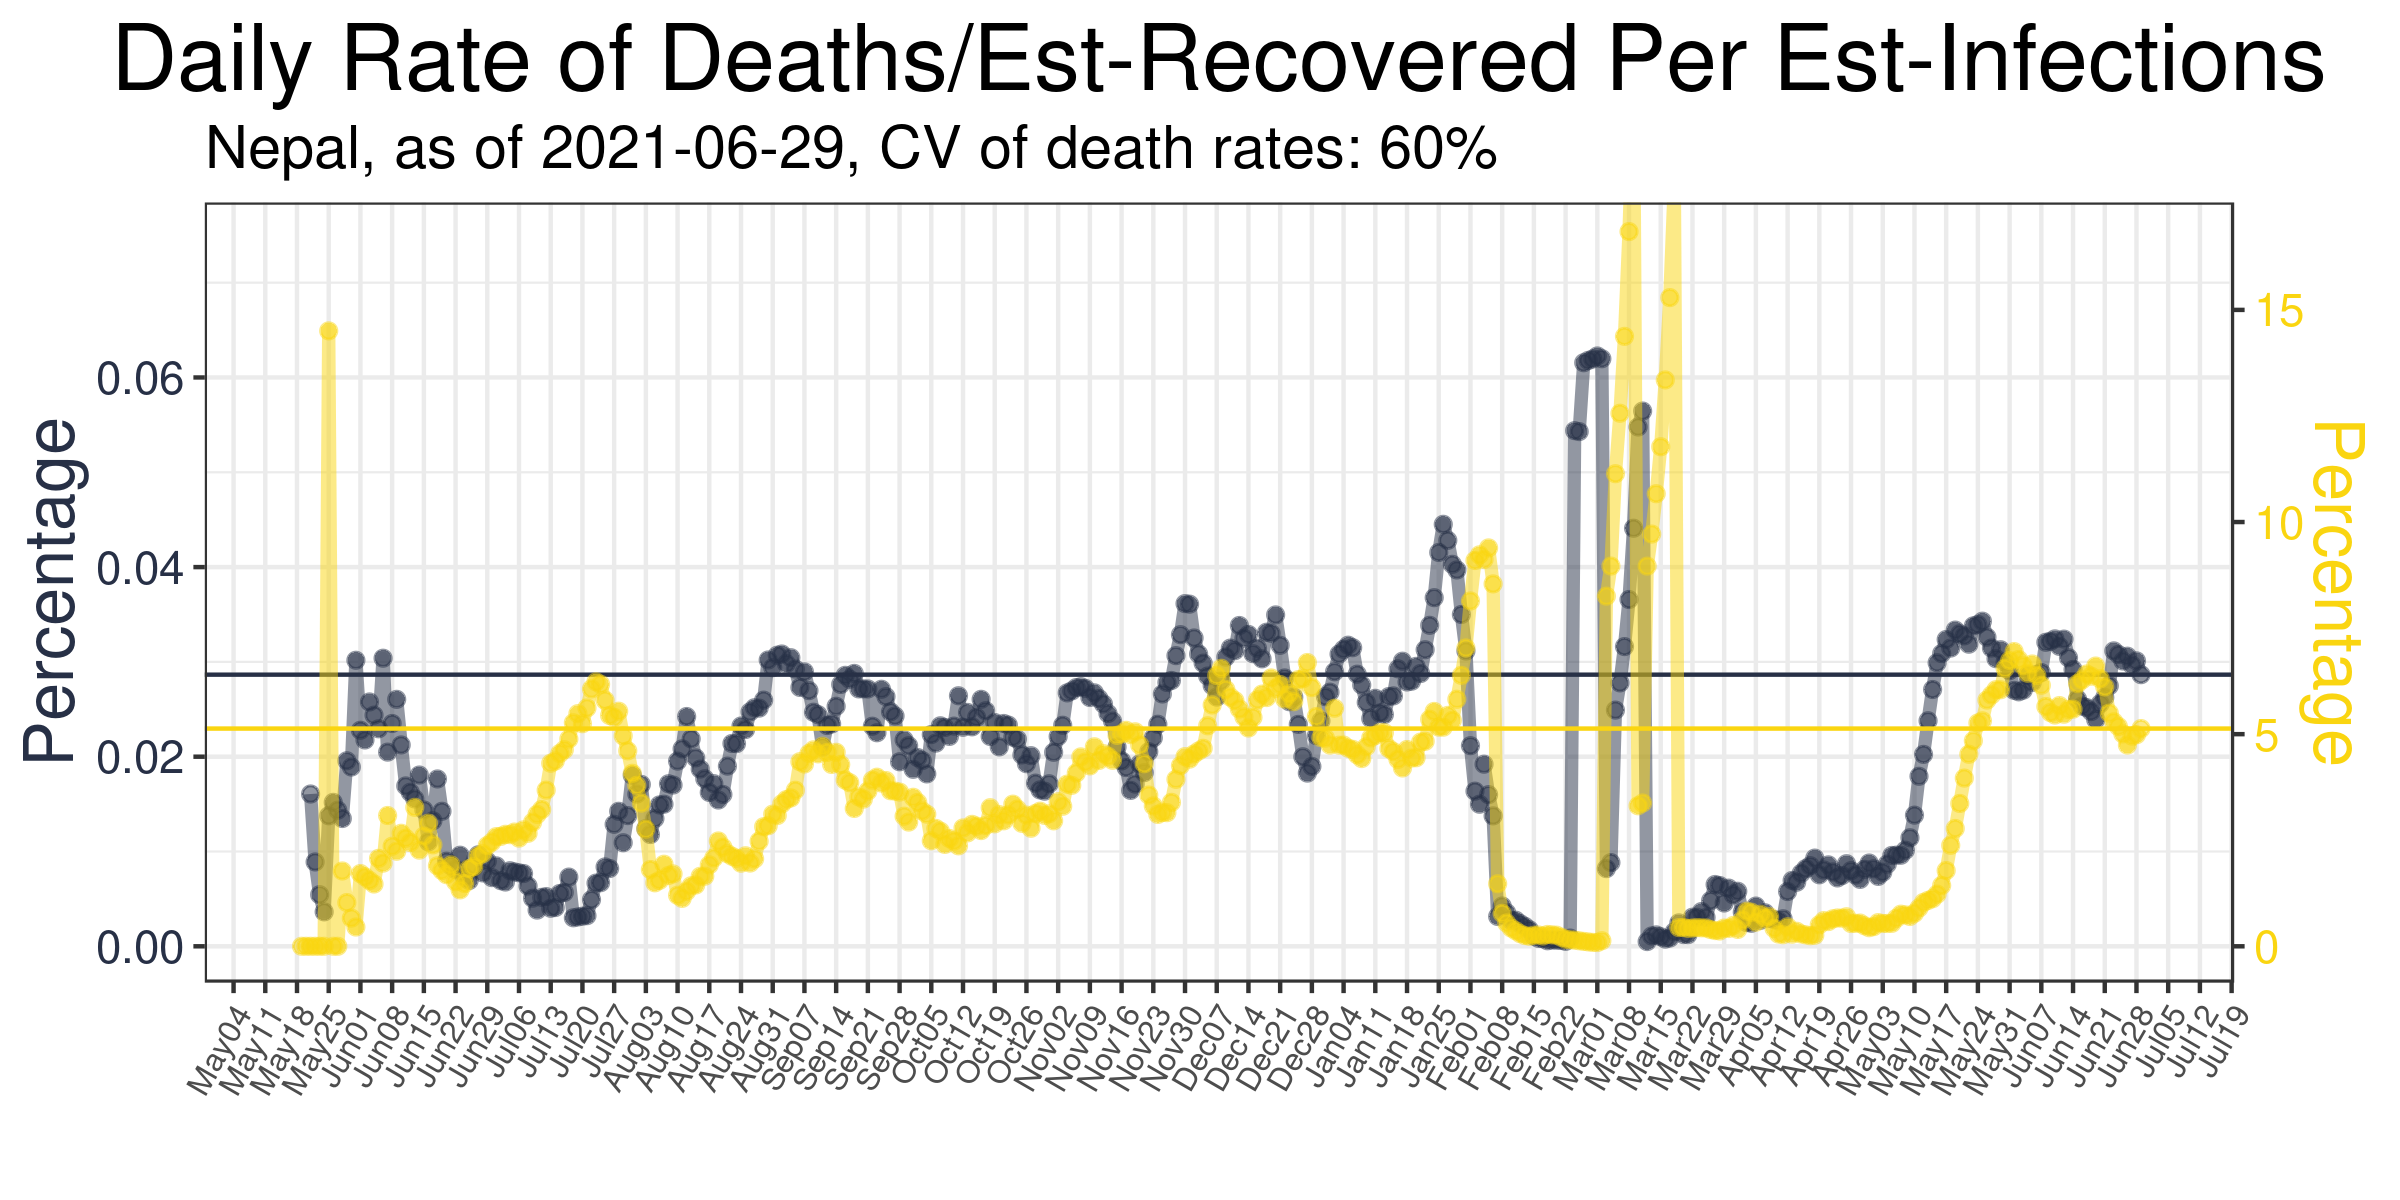 Daily Rate of Deaths/Est-Recovered Per Est-Infections
Nepal, as of 2021-06-29, CV of death rates: 60%
Percentage
0.06
0.04
0.02
0.00
15
10
5
0
Percentage
May04
May11
May18
May25
Jun01
Jun08
Jun15
Jun22
Jun29
Jul06
Jul13
Jul20
Jul27
Aug03
Aug10
Aug17
Aug24
Aug31
Sep07
Sep14
Sep21
Sep28
Oct05
Oct12
Oct19
Oct26
Nov02
Nov09
Nov16
Nov23
Nov30
Dec07
Dec14
Dec21
Dec28
Jan04
Jan11
Jan18
Jan25
Feb01
Feb08
Feb15
Feb22
Mar01
Mar08
Mar15
Mar22
Mar29
Apr05
Apr12
Apr19
Apr26
May03
May10
May17
May24
May31
Jun07
Jun14
Jun21
Jun28
Jul05
Jul12
Jul19